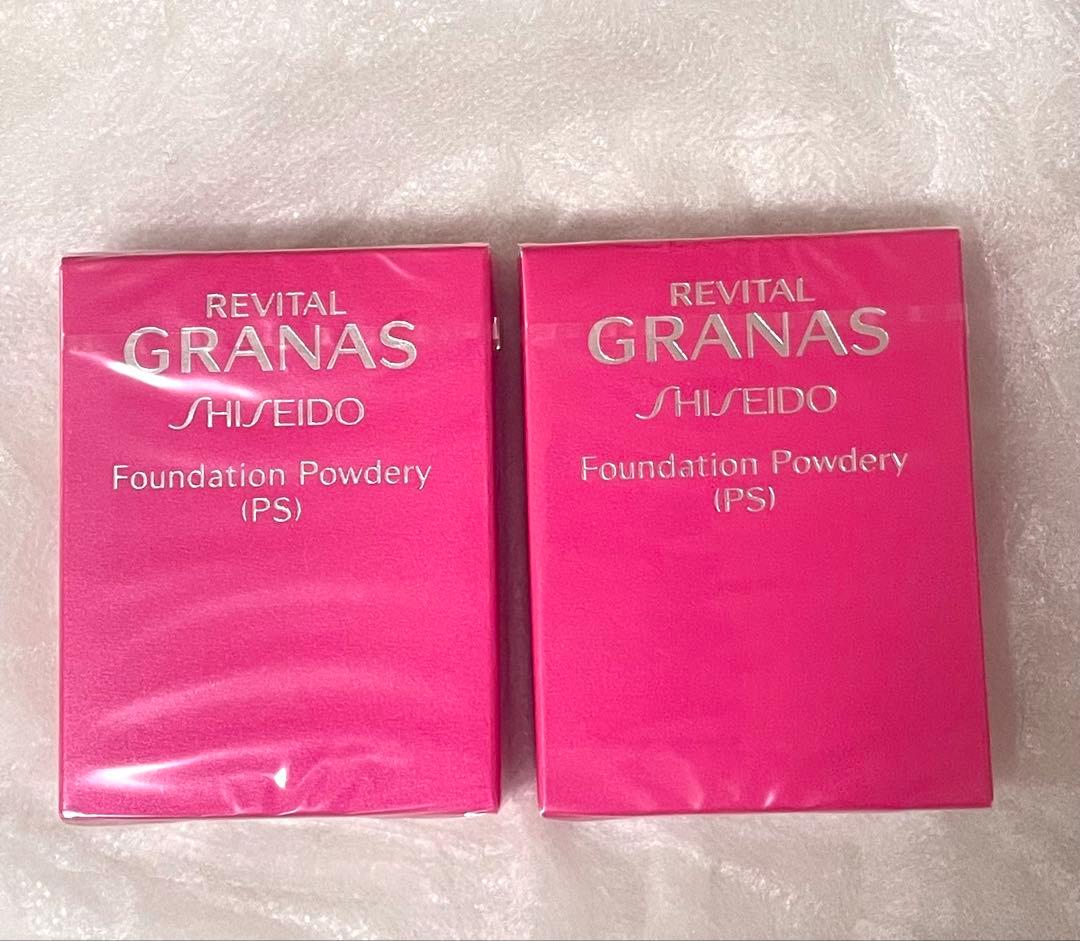 REVITAL
GRANAS
SHISEIDO
Foundation Powdery
(PS)
REVITAL
GRANAS
SHISEIDO
Foundation Powdery
(PS)